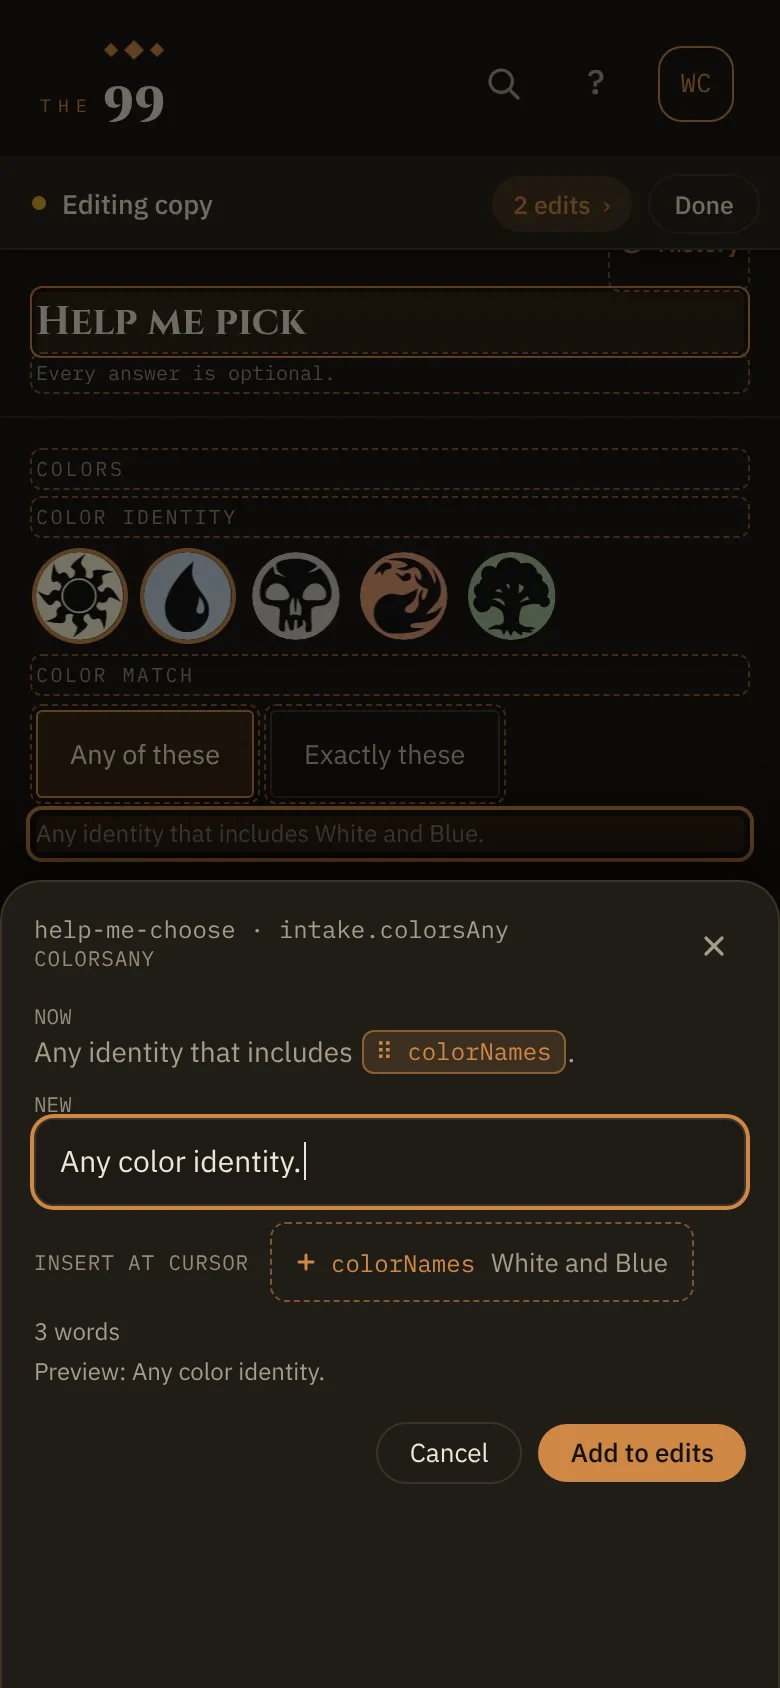 THE 99
?
WC
Editing copy
2 edits ›
Done
History
HELP ME PICK
Every answer is optional.
COLORS
COLOR IDENTITY
COLOR MATCH
Any of these
Exactly these
Any identity that includes White and Blue.
help-me-choose · intake.colorsAny
COLORSANY
NOW
Any identity that includes colorNames.
NEW
Any color identity.
INSERT AT CURSOR + colorNames White and Blue
3 words
Preview: Any color identity.
Cancel
Add to edits